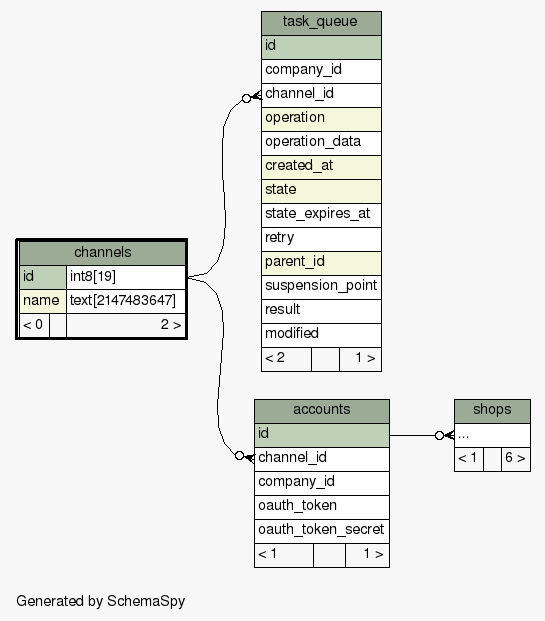 task_queue
id
company_id
channel_id
operation
operation_data
created_at
state
state_expires_at
retry
parent_id
suspension_point
result
modified
< 2 1 >
channels
id int8[19]
name text[2147483647]
< 0 2 >
accounts
id
channel_id
company_id
oauth_token
oauth_token_secret
< 1 1 >
shops
...
< 1 6 >
Generated by SchemaSpy